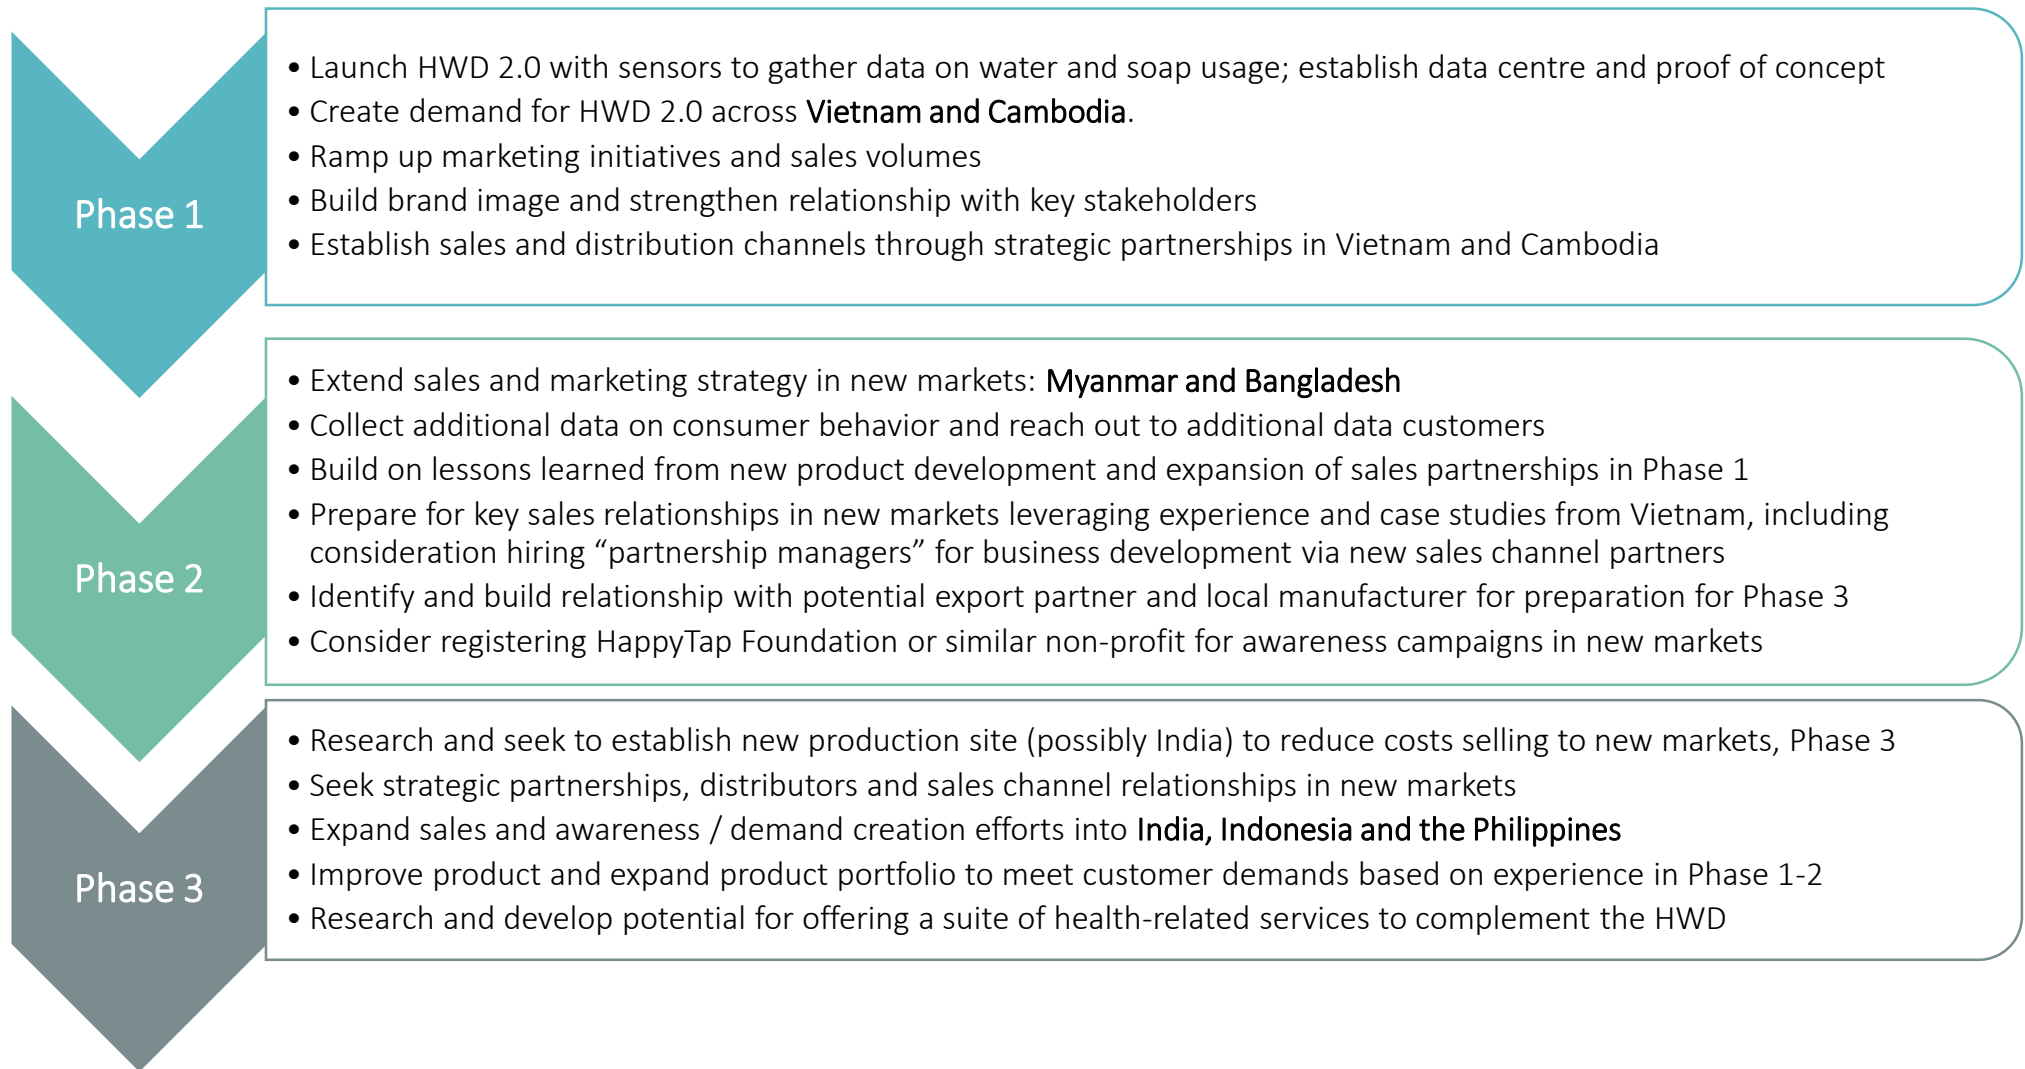 Phase 1
• Launch HWD 2.0 with sensors to gather data on water and soap usage; establish data centre and proof of concept
• Create demand for HWD 2.0 across Vietnam and Cambodia.
• Ramp up marketing initiatives and sales volumes
• Build brand image and strengthen relationship with key stakeholders
• Establish sales and distribution channels through strategic partnerships in Vietnam and Cambodia
Phase 2
• Extend sales and marketing strategy in new markets: Myanmar and Bangladesh
• Collect additional data on consumer behavior and reach out to additional data customers
• Build on lessons learned from new product development and expansion of sales partnerships in Phase 1
• Prepare for key sales relationships in new markets leveraging experience and case studies from Vietnam, including
consideration hiring “partnership managers” for business development via new sales channel partners
• Identify and build relationship with potential export partner and local manufacturer for preparation for Phase 3
• Consider registering HappyTap Foundation or similar non-profit for awareness campaigns in new markets
Phase 3
• Research and seek to establish new production site (possibly India) to reduce costs selling to new markets, Phase 3
• Seek strategic partnerships, distributors and sales channel relationships in new markets
• Expand sales and awareness / demand creation efforts into India, Indonesia and the Philippines
• Improve product and expand product portfolio to meet customer demands based on experience in Phase 1-2
• Research and develop potential for offering a suite of health-related services to complement the HWD